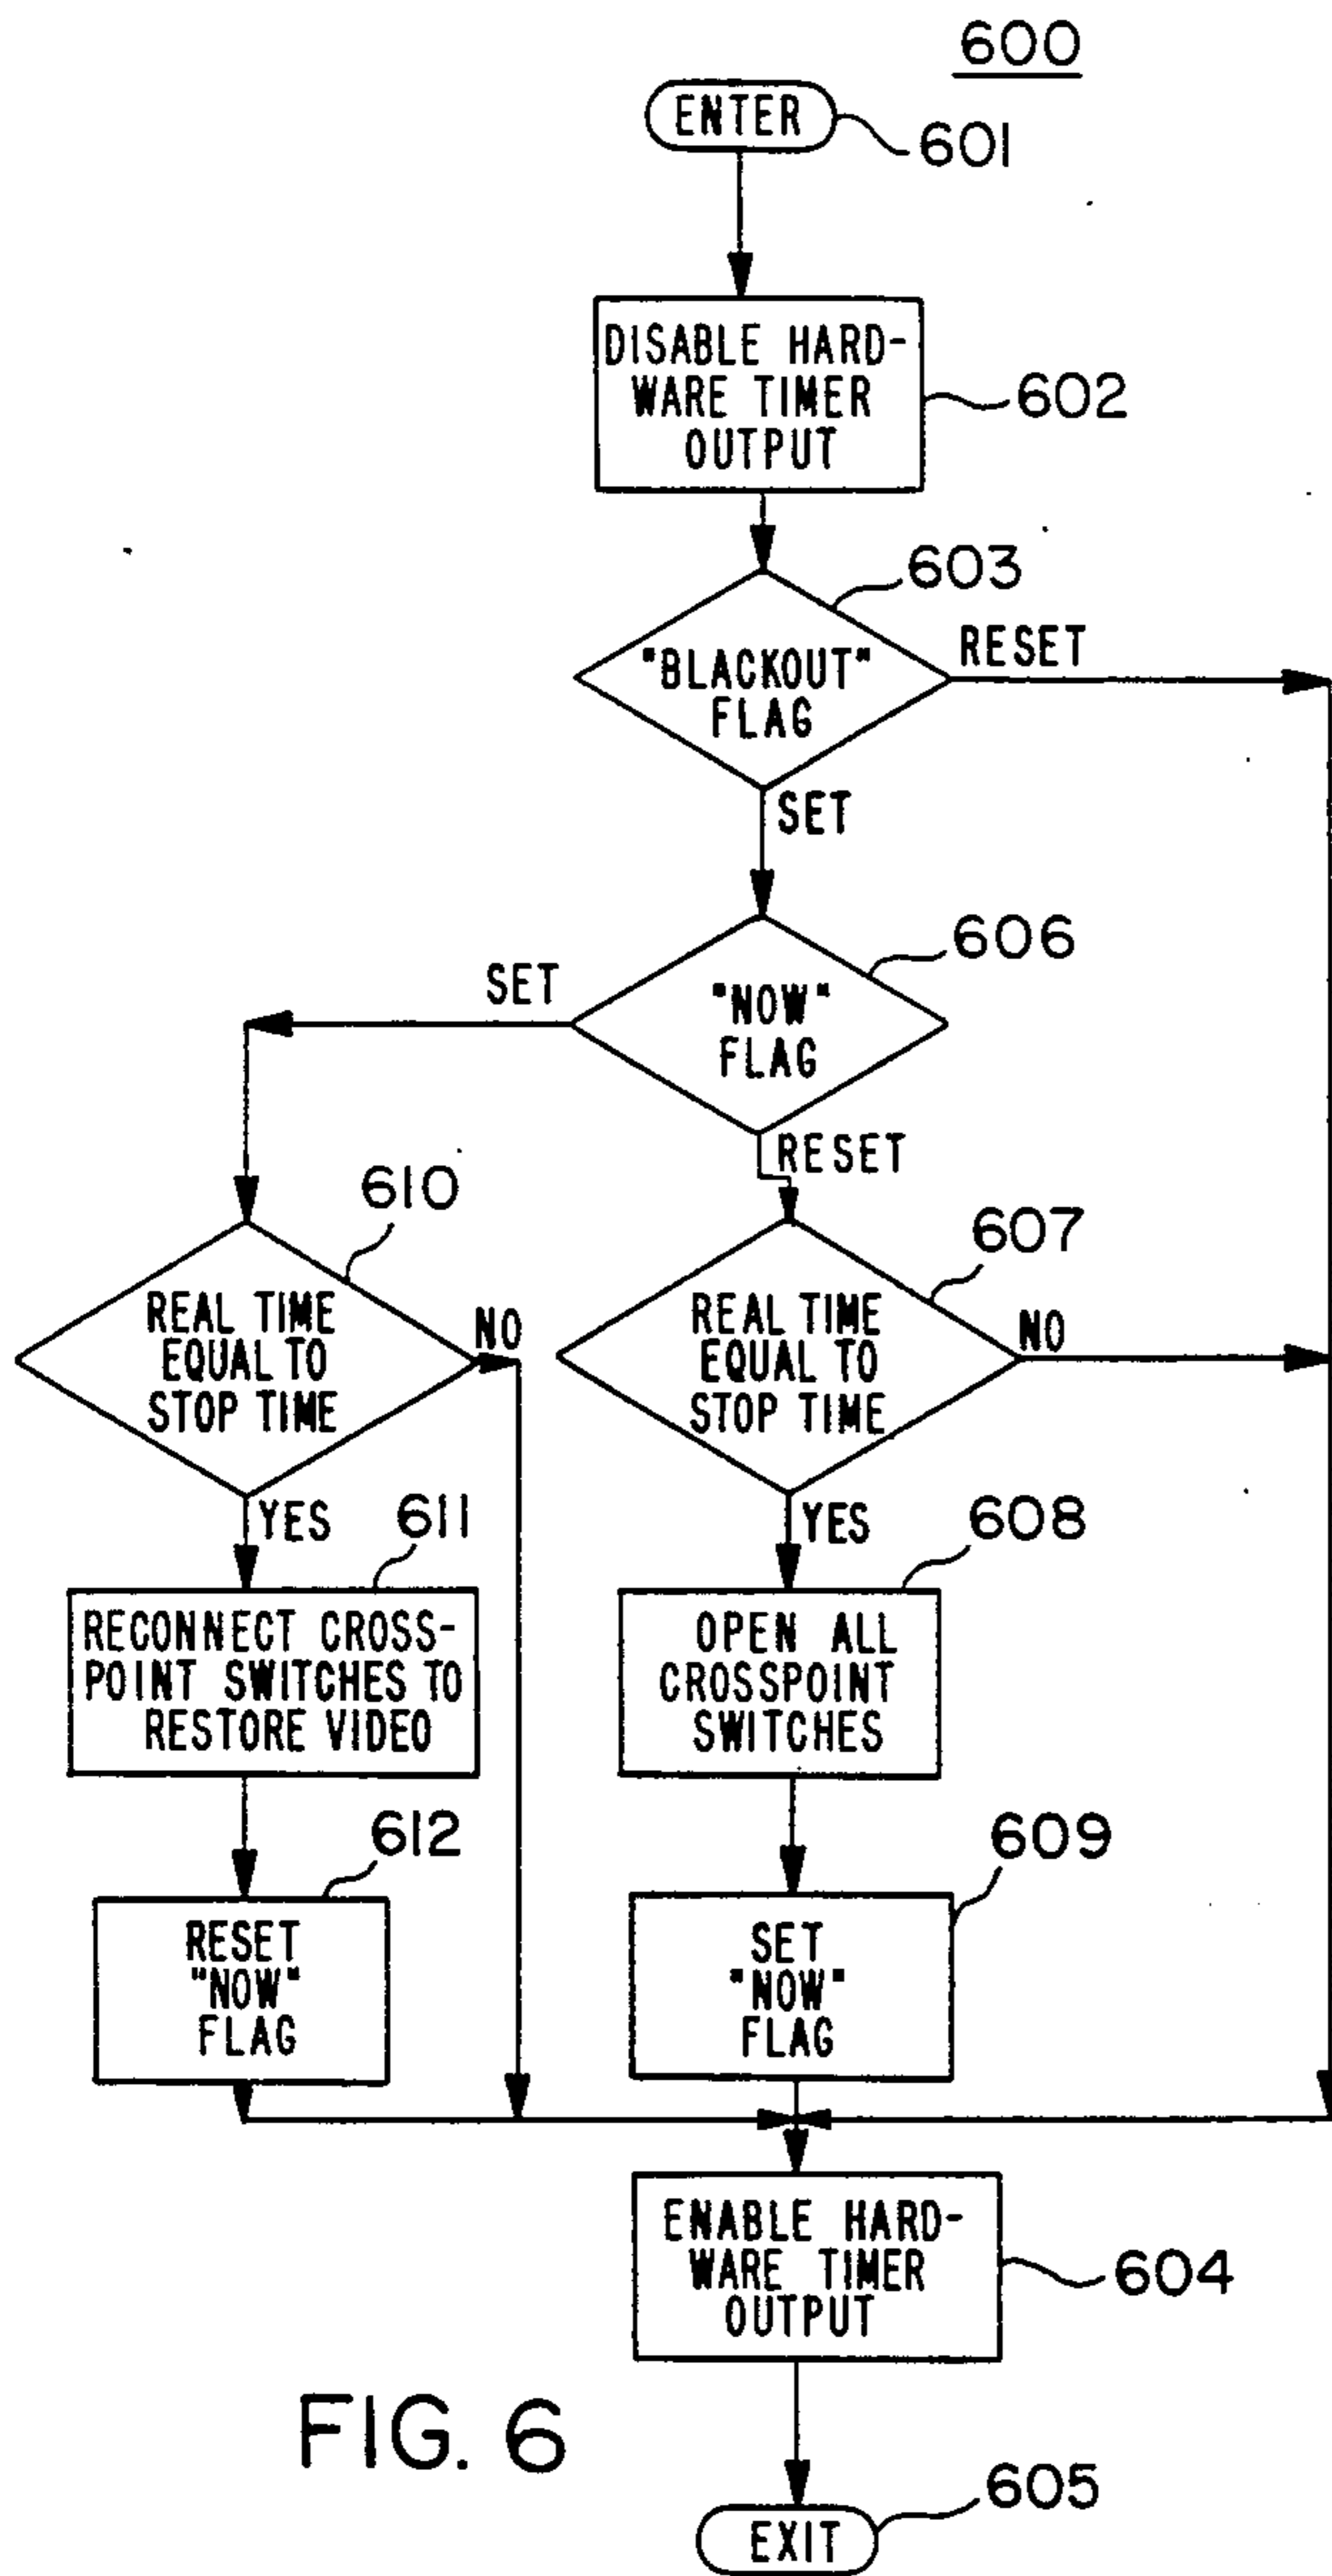 600
ENTER
601
DISABLE HARD-
WARE TIMER
OUTPUT
602
603
"BLACKOUT"
FLAG
RESET
SET
606
"NOW"
FLAG
SET
RESET
610
REAL TIME
EQUAL TO
STOP TIME
NO
607
REAL TIME
EQUAL TO
STOP TIME
NO
YES
611
RECONNECT CROSS-
POINT SWITCHES TO
RESTORE VIDEO
YES
608
OPEN ALL
CROSSPOINT
SWITCHES
612
RESET
"NOW"
FLAG
609
SET
"NOW"
FLAG
ENABLE HARD-
WARE TIMER
OUTPUT
604
FIG. 6
EXIT
605